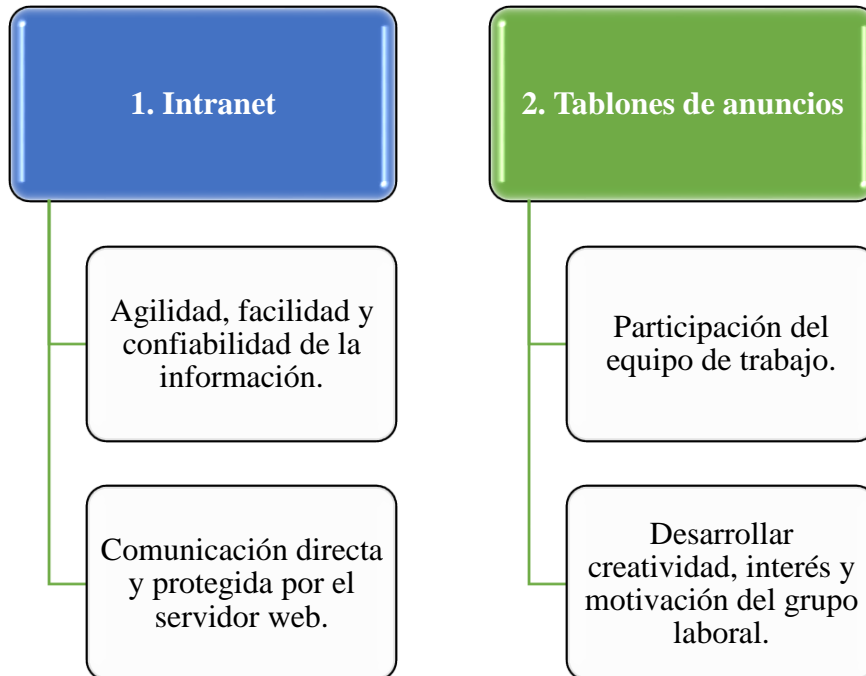 1. Intranet
Agilidad, facilidad y
confiabilidad de la
información.
Comunicación directa
y protegida por el
servidor web.
2. Tablones de anuncios
Participación del
equipo de trabajo.
Desarrollar
creatividad, interés y
motivación del grupo
laboral.